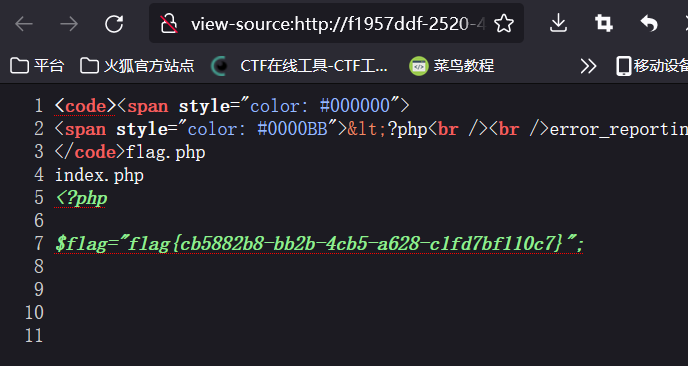 view-source:http://f1957ddf-2520-4
平台 火狐官方站点 CTF在线工具-CTF工... 菜鸟教程 移动设备
1 <code><span style="color: #000000">
2 <span style="color: #0000BB">&lt;?php<br /><br />error_reportin
3 </code>flag.php
4 index.php
5 <?php
6
7 $flag="flag{cb5882b8-bb2b-4cb5-a628-c1fd7bf110c7}";
8
9
10
11